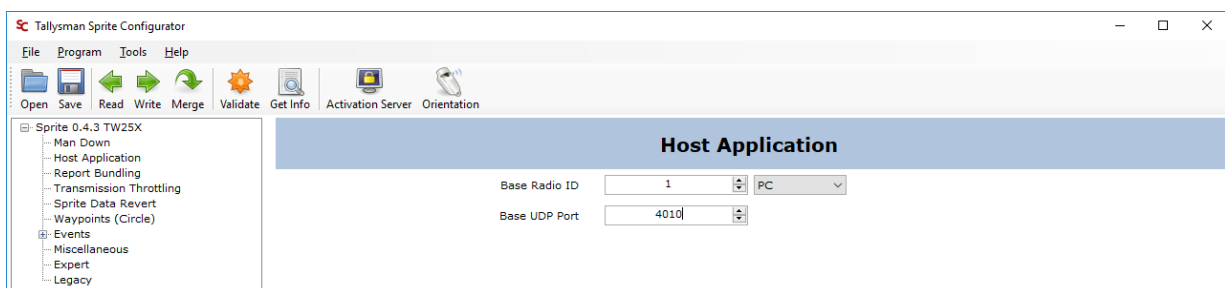 SC Tallysman Sprite Configurator
File Program Tools Help
Open Save Read Write Merge Validate Get Info Activation Server Orientation
Sprite 0.4.3 TW25X
Man Down
Host Application
Report Bundling
Transmission Throttling
Sprite Data Revert
Waypoints (Circle)
Events
Miscellaneous
Expert
Legacy
Host Application
Base Radio ID 1 PC
Base UDP Port 4010